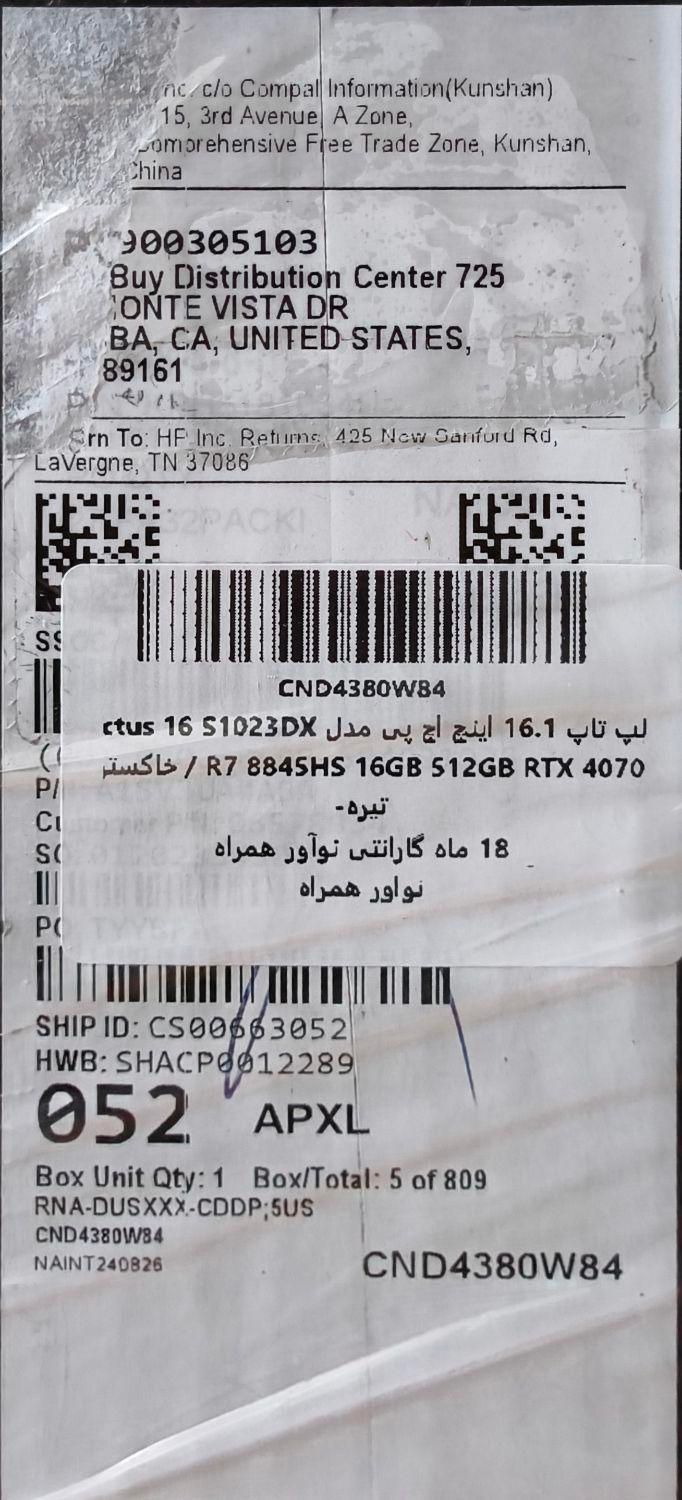 c/o Compal Information(Kunshan)
15, 3rd Avenue, A Zone,
Comprehensive Free Trade Zone, Kunshan,
China
900305103
Buy Distribution Center 725
ONTE VISTA DR
BA, CA, UNITED STATES,
89161
rn To: HP Inc. Returns, 425 New Sanford Rd,
LaVergne, TN 37086
CND4380W84
لپ تاپ 16.1 اینچ اچ پی مدل ctus 16 S1023DX
R7 8845HS 16GB 512GB RTX 4070 / خاکستر
تیره-
18 ماه گارانتی نوآور همراه
نواور همراه
P/
SHIP ID: CS00663052
HWB: SHACP0012289
052 APXL
Box Unit Qty: 1 Box/Total: 5 of 809
RNA-DUSXXX-CDDP;5US
CND4380W84
NAINT240826
CND4380W84